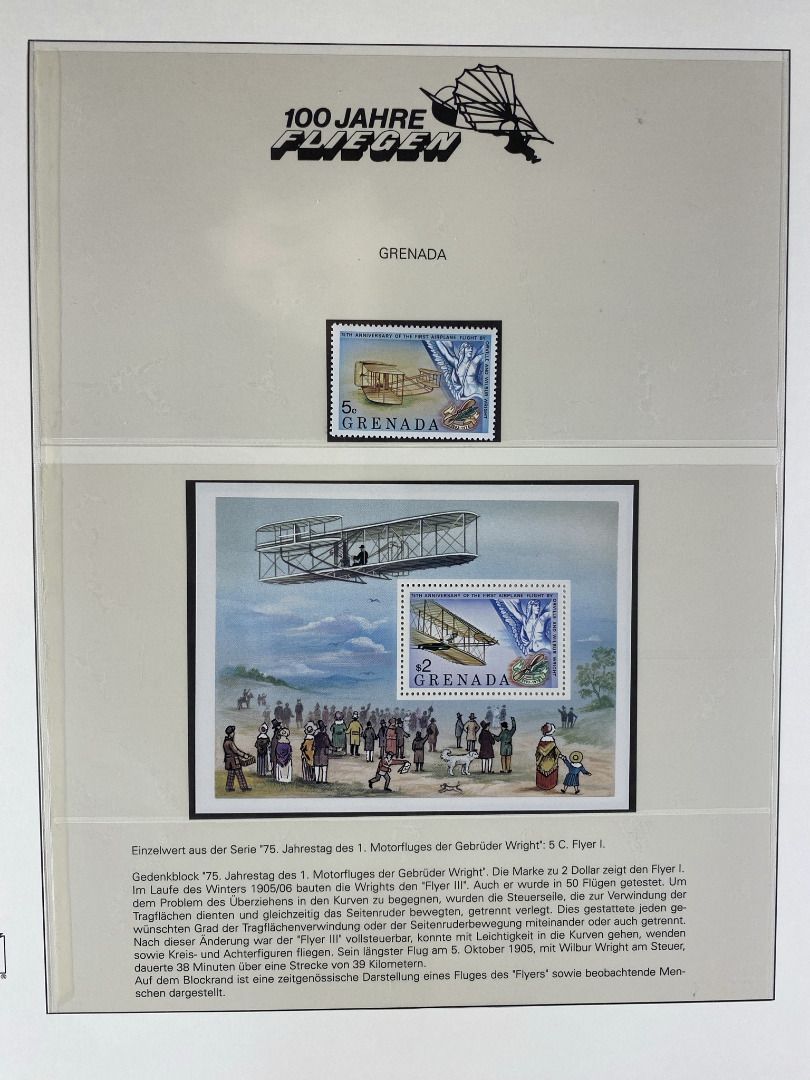 100 JAHRE
FLIEGEN
GRENADA
75TH ANNIVERSARY OF THE FIRST AIRPLANE FLIGHT BY
ORVILLE AND WILBUR WRIGHT
5c
GRENADA
75TH ANNIVERSARY OF THE FIRST AIRPLANE FLIGHT BY
ORVILLE AND WILBUR WRIGHT
$2
GRENADA
Einzelwert aus der Serie "75. Jahrestag des 1. Motorfluges der Gebrüder Wright": 5 C. Flyer I.
Gedenkblock "75. Jahrestag des 1. Motorfluges der Gebrüder Wright". Die Marke zu 2 Dollar zeigt den Flyer I.
Im Laufe des Winters 1905/06 bauten die Wrights den "Flyer III". Auch er wurde in 50 Flügen getestet. Um
dem Problem des Überziehens in den Kurven zu begegnen, wurden die Steuerseile, die zur Verwindung der
Tragflächen dienten und gleichzeitig das Seitenruder bewegten, getrennt verlegt. Dies gestattete jeden ge-
wünschten Grad der Tragflächenverwindung oder der Seitenruderbewegung miteinander oder auch getrennt.
Nach dieser Änderung war der "Flyer III" vollsteuerbar, konnte mit Leichtigkeit in die Kurven gehen, wenden
sowie Kreis- und Achterfiguren fliegen. Sein längster Flug am 5. Oktober 1905, mit Wilbur Wright am Steuer,
dauerte 38 Minuten über eine Strecke von 39 Kilometern.
Auf dem Blockrand ist eine zeitgenössische Darstellung eines Fluges des "Flyers" sowie beobachtende Men-
schen dargestellt.